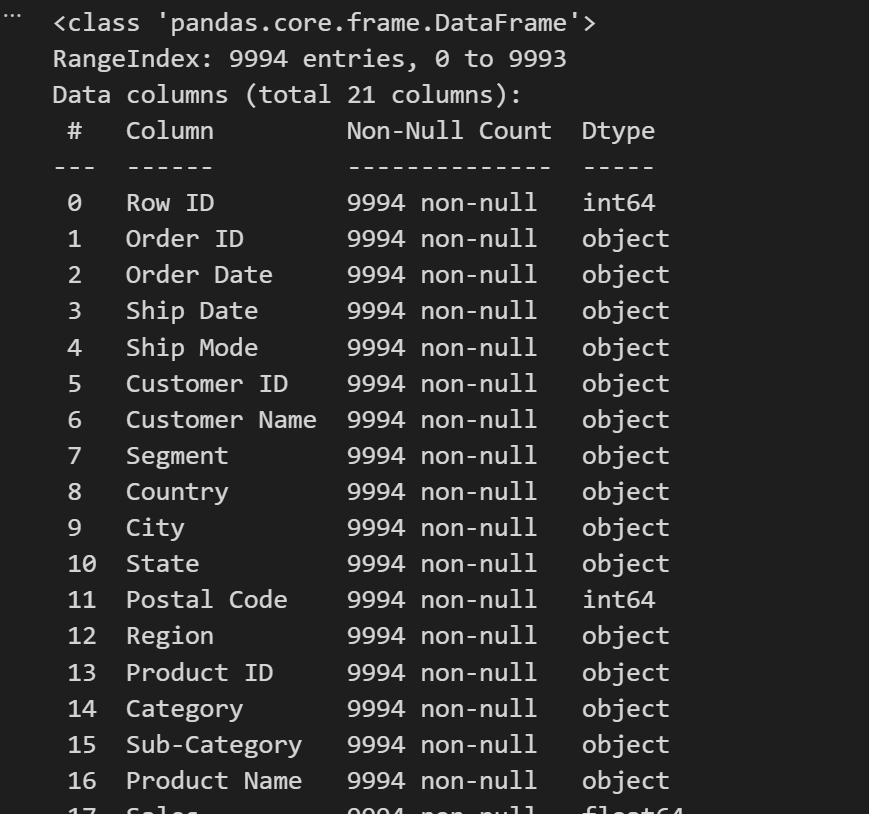 ...
<class 'pandas.core.frame.DataFrame'>
RangeIndex: 9994 entries, 0 to 9993
Data columns (total 21 columns):
 #   Column         Non-Null Count  Dtype
---  ------         --------------  -----
 0   Row ID         9994 non-null   int64
 1   Order ID       9994 non-null   object
 2   Order Date     9994 non-null   object
 3   Ship Date      9994 non-null   object
 4   Ship Mode      9994 non-null   object
 5   Customer ID    9994 non-null   object
 6   Customer Name  9994 non-null   object
 7   Segment        9994 non-null   object
 8   Country        9994 non-null   object
 9   City           9994 non-null   object
 10  State          9994 non-null   object
 11  Postal Code    9994 non-null   int64
 12  Region         9994 non-null   object
 13  Product ID     9994 non-null   object
 14  Category       9994 non-null   object
 15  Sub-Category   9994 non-null   object
 16  Product Name   9994 non-null   object
 17  Sales          9994 non-null   float64